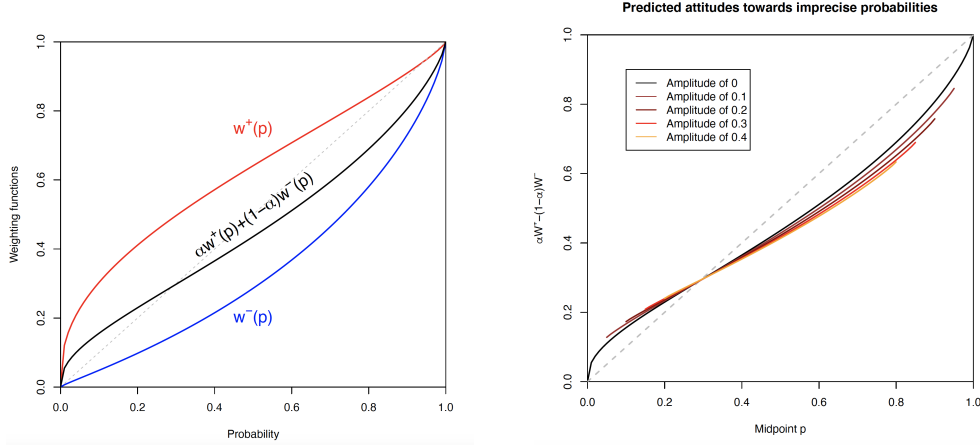 Weighting functions
0.0 0.2 0.4 0.6 0.8 1.0
w⁺(p)
αw⁺(p)+(1−α)w⁻(p)
w⁻(p)
0.0 0.2 0.4 0.6 0.8 1.0
Probability
Predicted attitudes towards imprecise probabilities
αW⁻−(1−α)W⁻
0.0 0.2 0.4 0.6 0.8 1.0
Amplitude of 0
Amplitude of 0.1
Amplitude of 0.2
Amplitude of 0.3
Amplitude of 0.4
0.0 0.2 0.4 0.6 0.8 1.0
Midpoint p